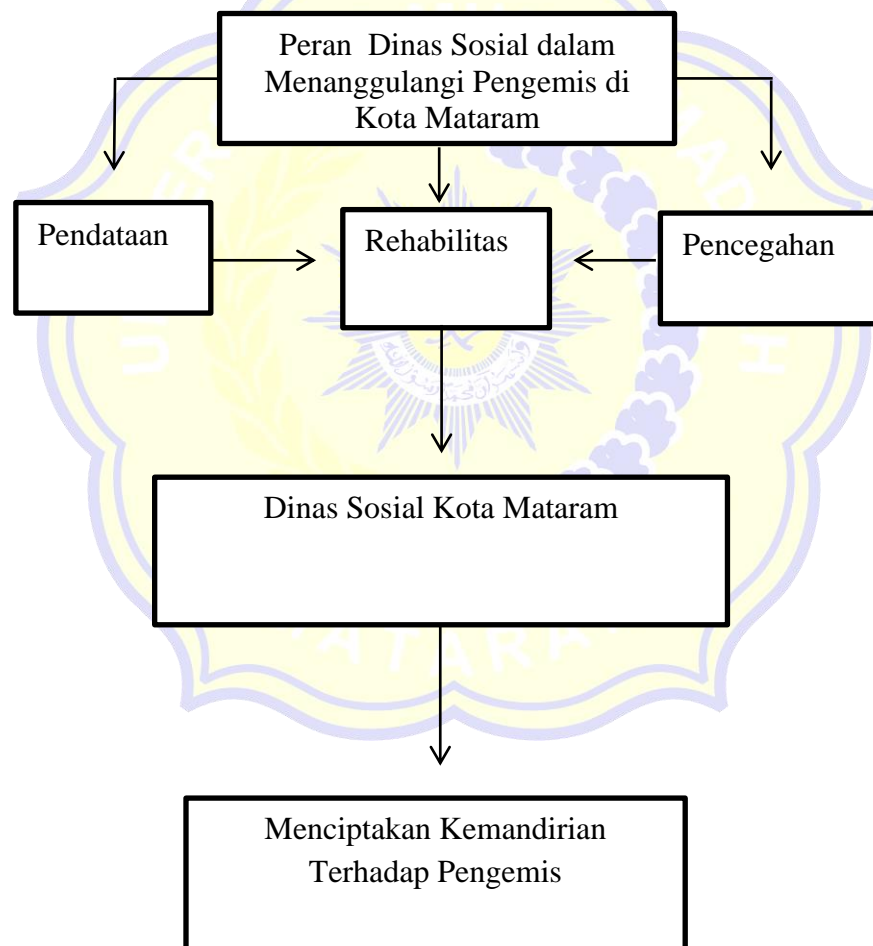 Peran Dinas Sosial dalam
Menanggulangi Pengemis di
Kota Mataram
Pendataan
Rehabilitas
Pencegahan
Dinas Sosial Kota Mataram
Menciptakan Kemandirian
Terhadap Pengemis